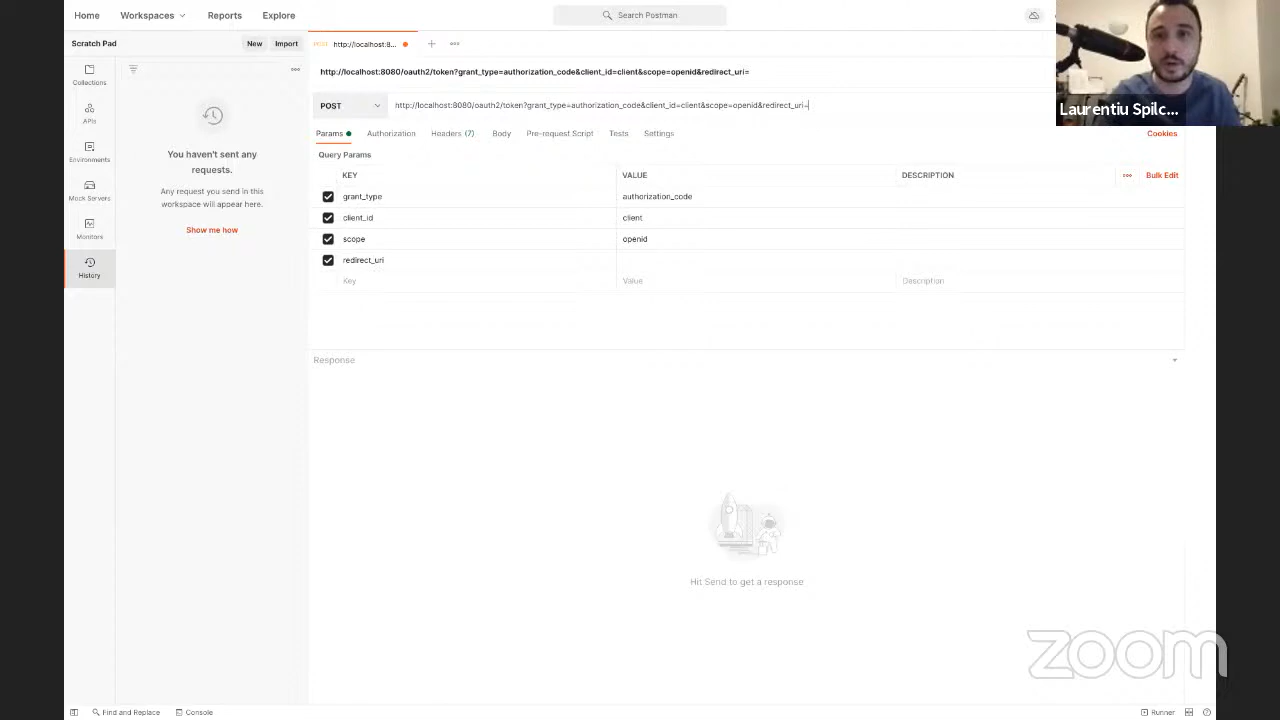 Home Workspaces Reports Explore Search Postman
Scratch Pad New Import POST http://localhost:8...
Collections
APIs
Environments
Mock Servers
Monitors
History
You haven't sent any
requests.
Any request you send in this
workspace will appear here.
Show me how
http://localhost:8080/oauth2/token?grant_type=authorization_code&client_id=client&scope=openid&redirect_uri=
POST http://localhost:8080/oauth2/token?grant_type=authorization_code&client_id=client&scope=openid&redirect_uri=
Params Authorization Headers (7) Body Pre-request Script Tests Settings Cookies
Query Params
KEY VALUE DESCRIPTION Bulk Edit
grant_type authorization_code
client_id client
scope openid
redirect_uri
Key Value Description
Response
Hit Send to get a response
Laurentiu Spilc...
zoom
Find and Replace Console Runner